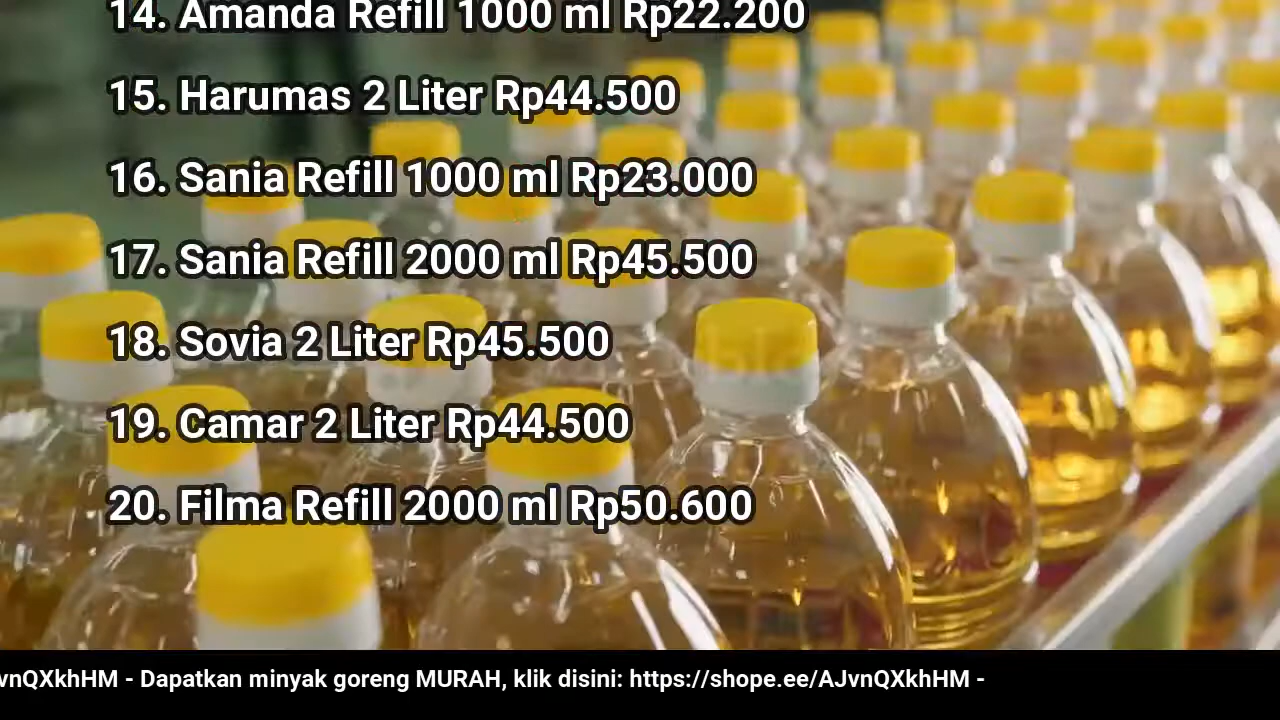 14. Amanda Refill 1000 ml Rp22.200
15. Harumas 2 Liter Rp44.500
16. Sania Refill 1000 ml Rp23.000
17. Sania Refill 2000 ml Rp45.500
18. Sovia 2 Liter Rp45.500
19. Camar 2 Liter Rp44.500
20. Filma Refill 2000 ml Rp50.600
vnQXkhHM - Dapatkan minyak goreng MURAH, klik disini: https://shope.ee/AJvnQXkhHM -